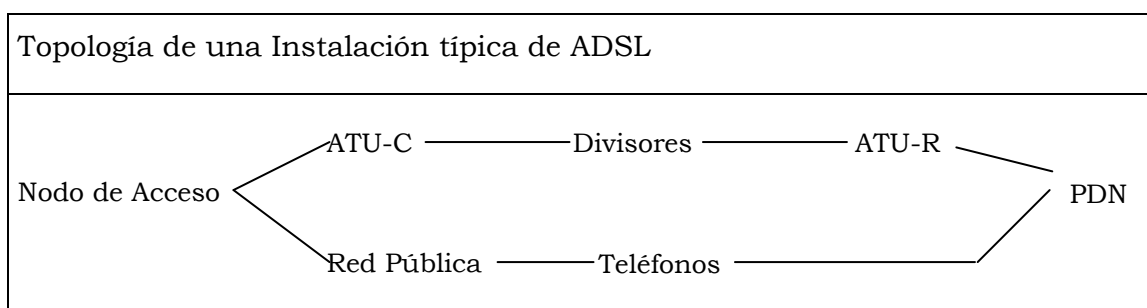 Topología de una Instalación típica de ADSL
ATU-C Divisores ATU-R
Nodo de Acceso PDN
Red Pública Teléfonos